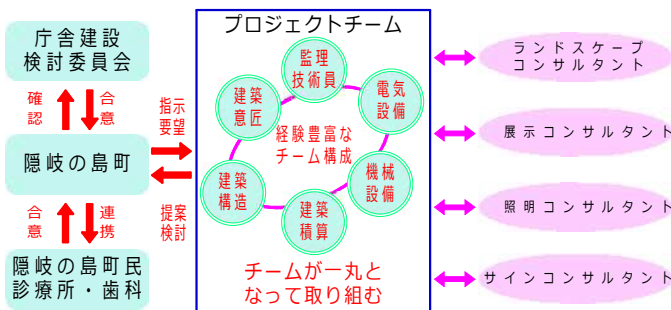 庁舎建設
検討委員会
確認
合意
隠岐の島町
合意
連携
隠岐の島町民
診療所・歯科
指示
要望
提案
検討
プロジェクトチーム
監理
技術員
建築
意匠
電気
設備
経験豊富な
チーム構成
建築
構造
機械
設備
建築
積算
チームが一丸と
なって取り組む
ランドスケープ
コンサルタント
展示コンサルタント
照明コンサルタント
サインコンサルタント